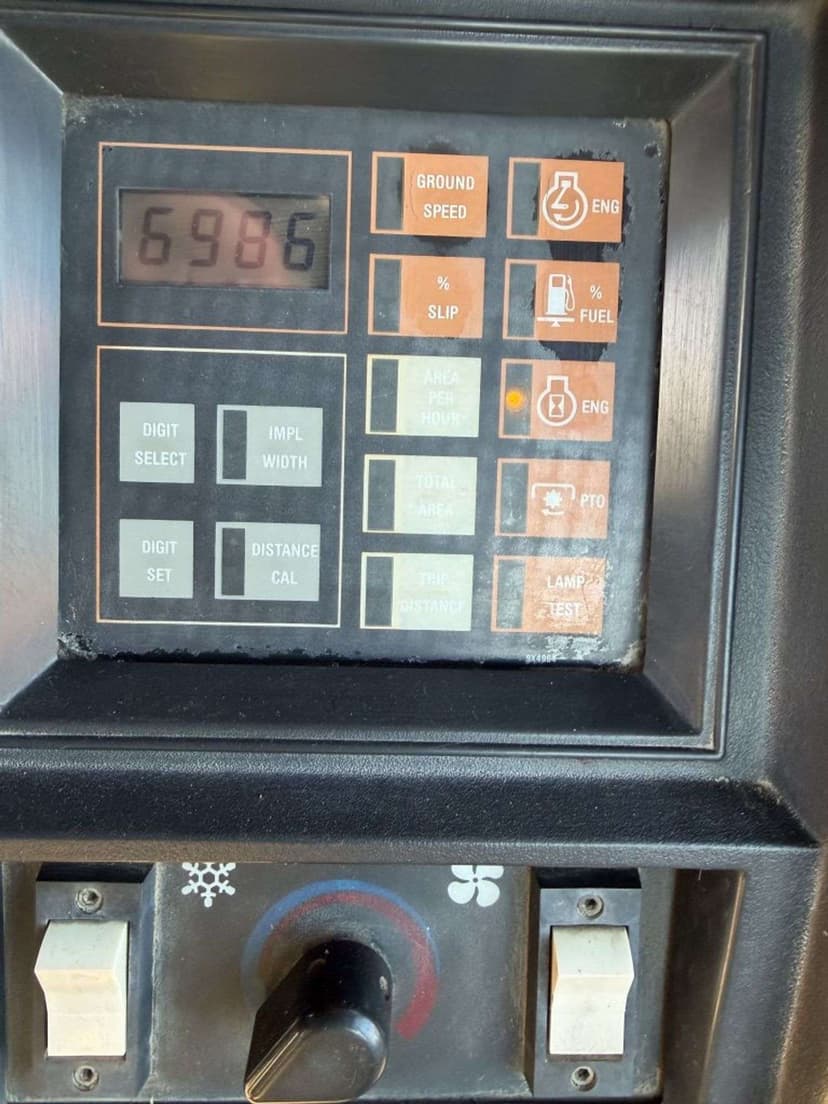 6986
GROUND
SPEED
ENG
%
SLIP
%
FUEL
AREA
PER
HOUR
ENG
DIGIT
SELECT
IMPL
WIDTH
TOTAL
AREA
PTO
DIGIT
SET
DISTANCE
CAL
TRIP
DISTANCE
LAMP
TEST